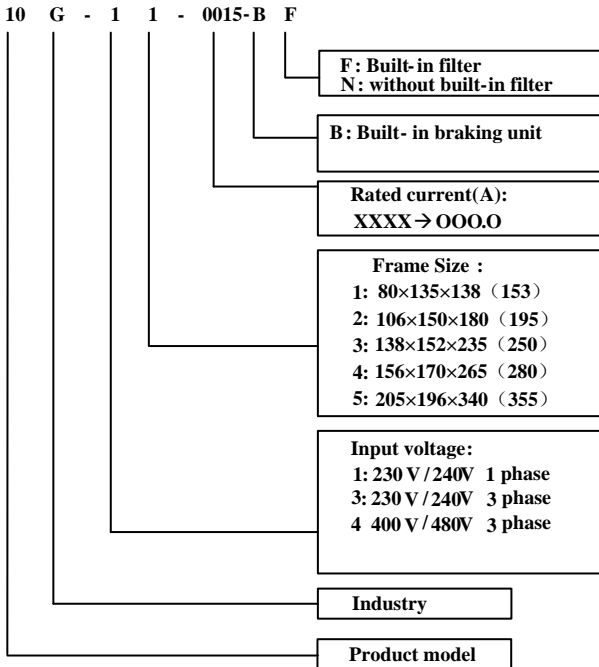 10 G - 1 1 - 0015-B F
F: Built-in filter
N: without built-in filter
B: Built- in braking unit
Rated current(A):
XXXX→OOO.O
Frame Size :
1: 80×135×138（153）
2: 106×150×180（195）
3: 138×152×235（250）
4: 156×170×265（280）
5: 205×196×340（355）
Input voltage:
1: 230 V/240V 1 phase
3: 230 V/240V 3 phase
4 400 V/480V 3 phase
Industry
Product model